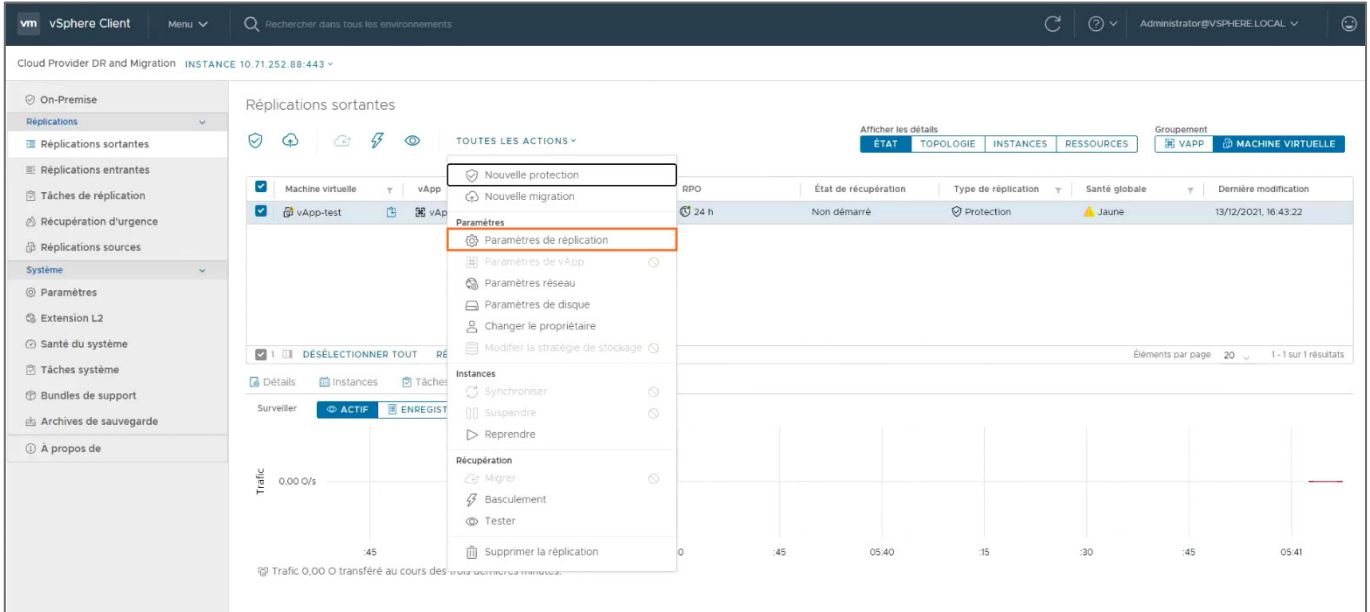 vm vSphere Client Menu Rechercher dans tous les environnements Administrator@VSPHERE.LOCAL
Cloud Provider DR and Migration INSTANCE 10.71.252.88:443
On-Premise
Réplications
Réplications sortantes
Réplications entrantes
Tâches de réplication
Récupération d'urgence
Réplications sources
Système
Paramètres
Extension L2
Santé du système
Tâches système
Bundles de support
Archives de sauvegarde
À propos de
Réplications sortantes
TOUTES LES ACTIONS
Afficher les détails
ÉTAT TOPOLOGIE INSTANCES RESSOURCES
Groupement
VAPP MACHINE VIRTUELLE
Machine virtuelle vApp RPO État de récupération Type de réplication Santé globale Dernière modification
vApp-test vAp 24 h Non démarré Protection Jaune 13/12/2021, 16:43:22
Nouvelle protection
Nouvelle migration
Paramètres
Paramètres de réplication
Paramètres de vApp
Paramètres réseau
Paramètres de disque
Changer le propriétaire
Modifier la stratégie de stockage
Instances
Synchroniser
Suspendre
Reprendre
Récupération
Migrer
Basculement
Tester
Supprimer la réplication
1 DÉSÉLECTIONNER TOUT RÉ Éléments par page 20 1 - 1 sur 1 résultats
Détails Instances Tâches
Surveiller ACTIF ENREGIST
Trafic
0,00 O/s
:45 0 :45 05:40 :15 :30 :45 05:41
Trafic 0,00 O transféré au cours des trois dernières minutes.